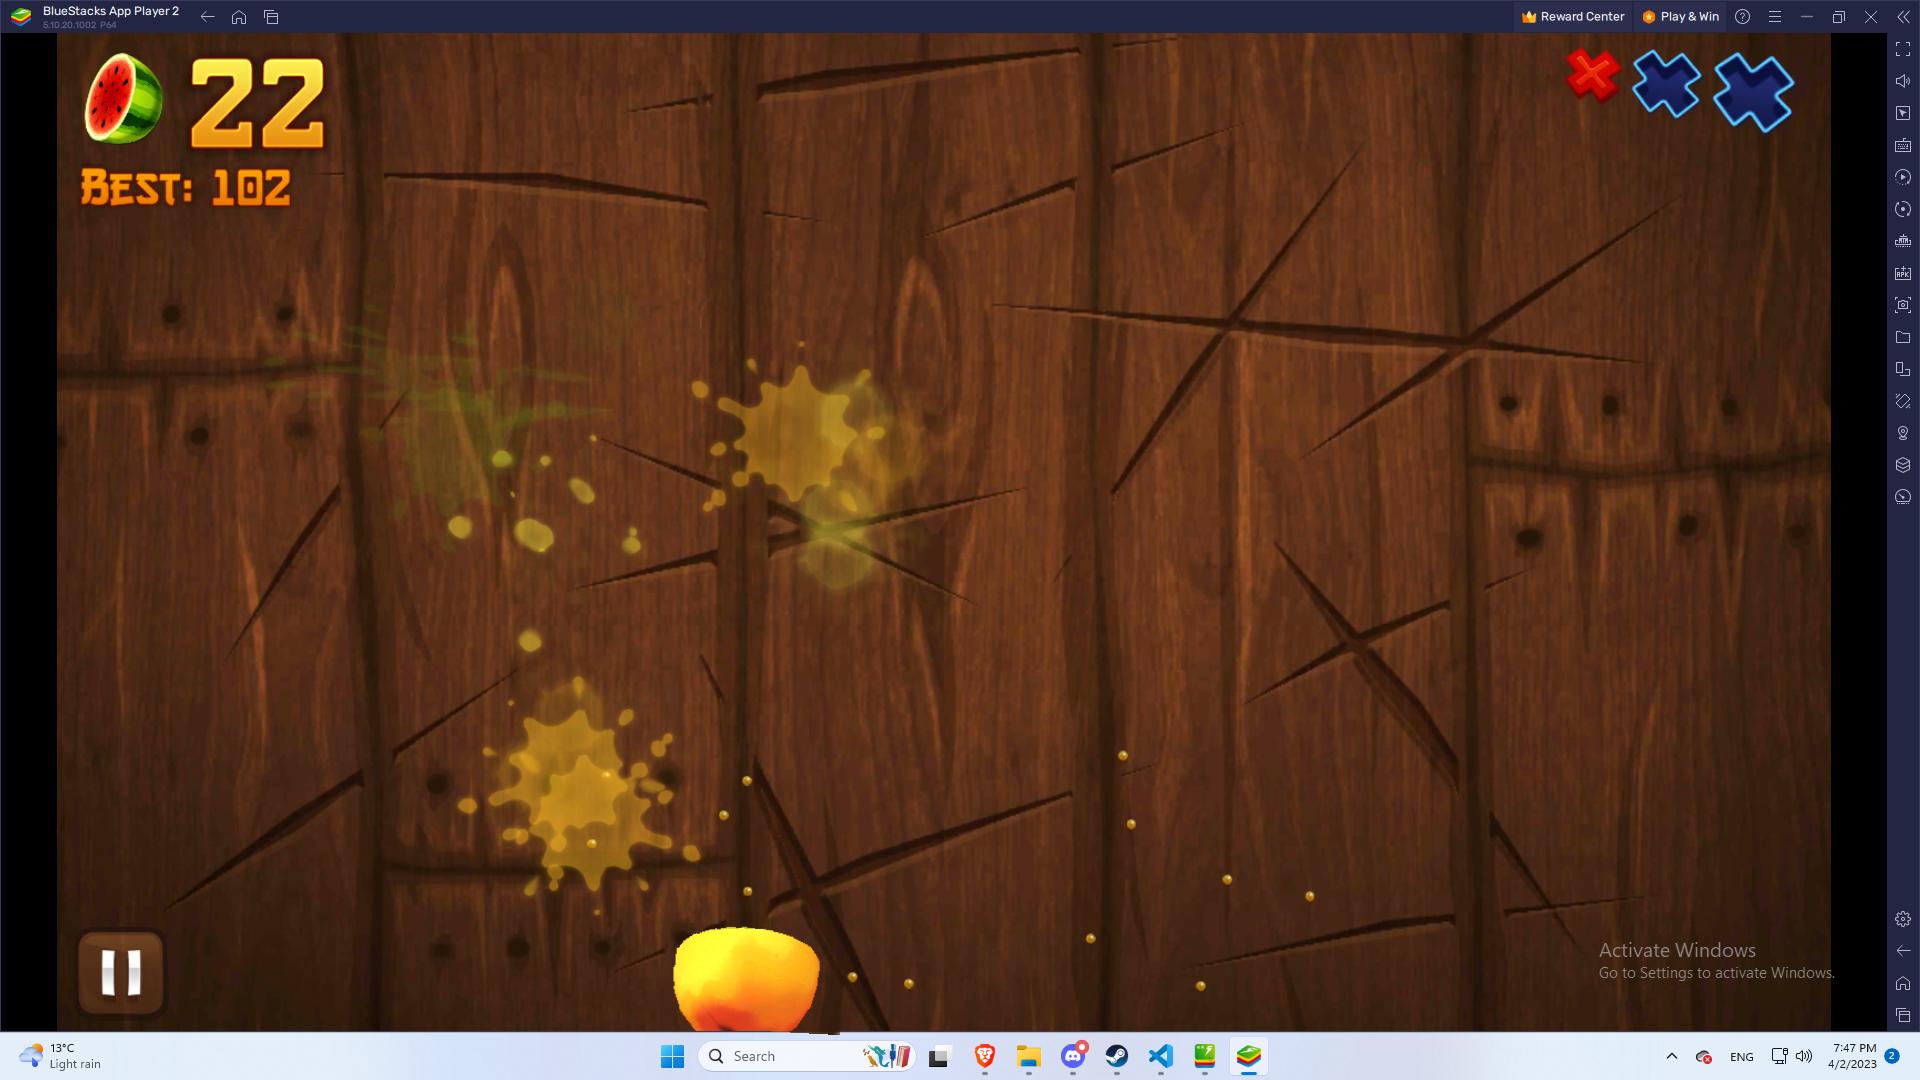 BlueStacks App Player 2
5.10.20.1002 P64
Reward Center
Play & Win
22
BEST: 102
Activate Windows
Go to Settings to activate Windows.
13°C
Light rain
Search
ENG
7:47 PM
4/2/2023
2